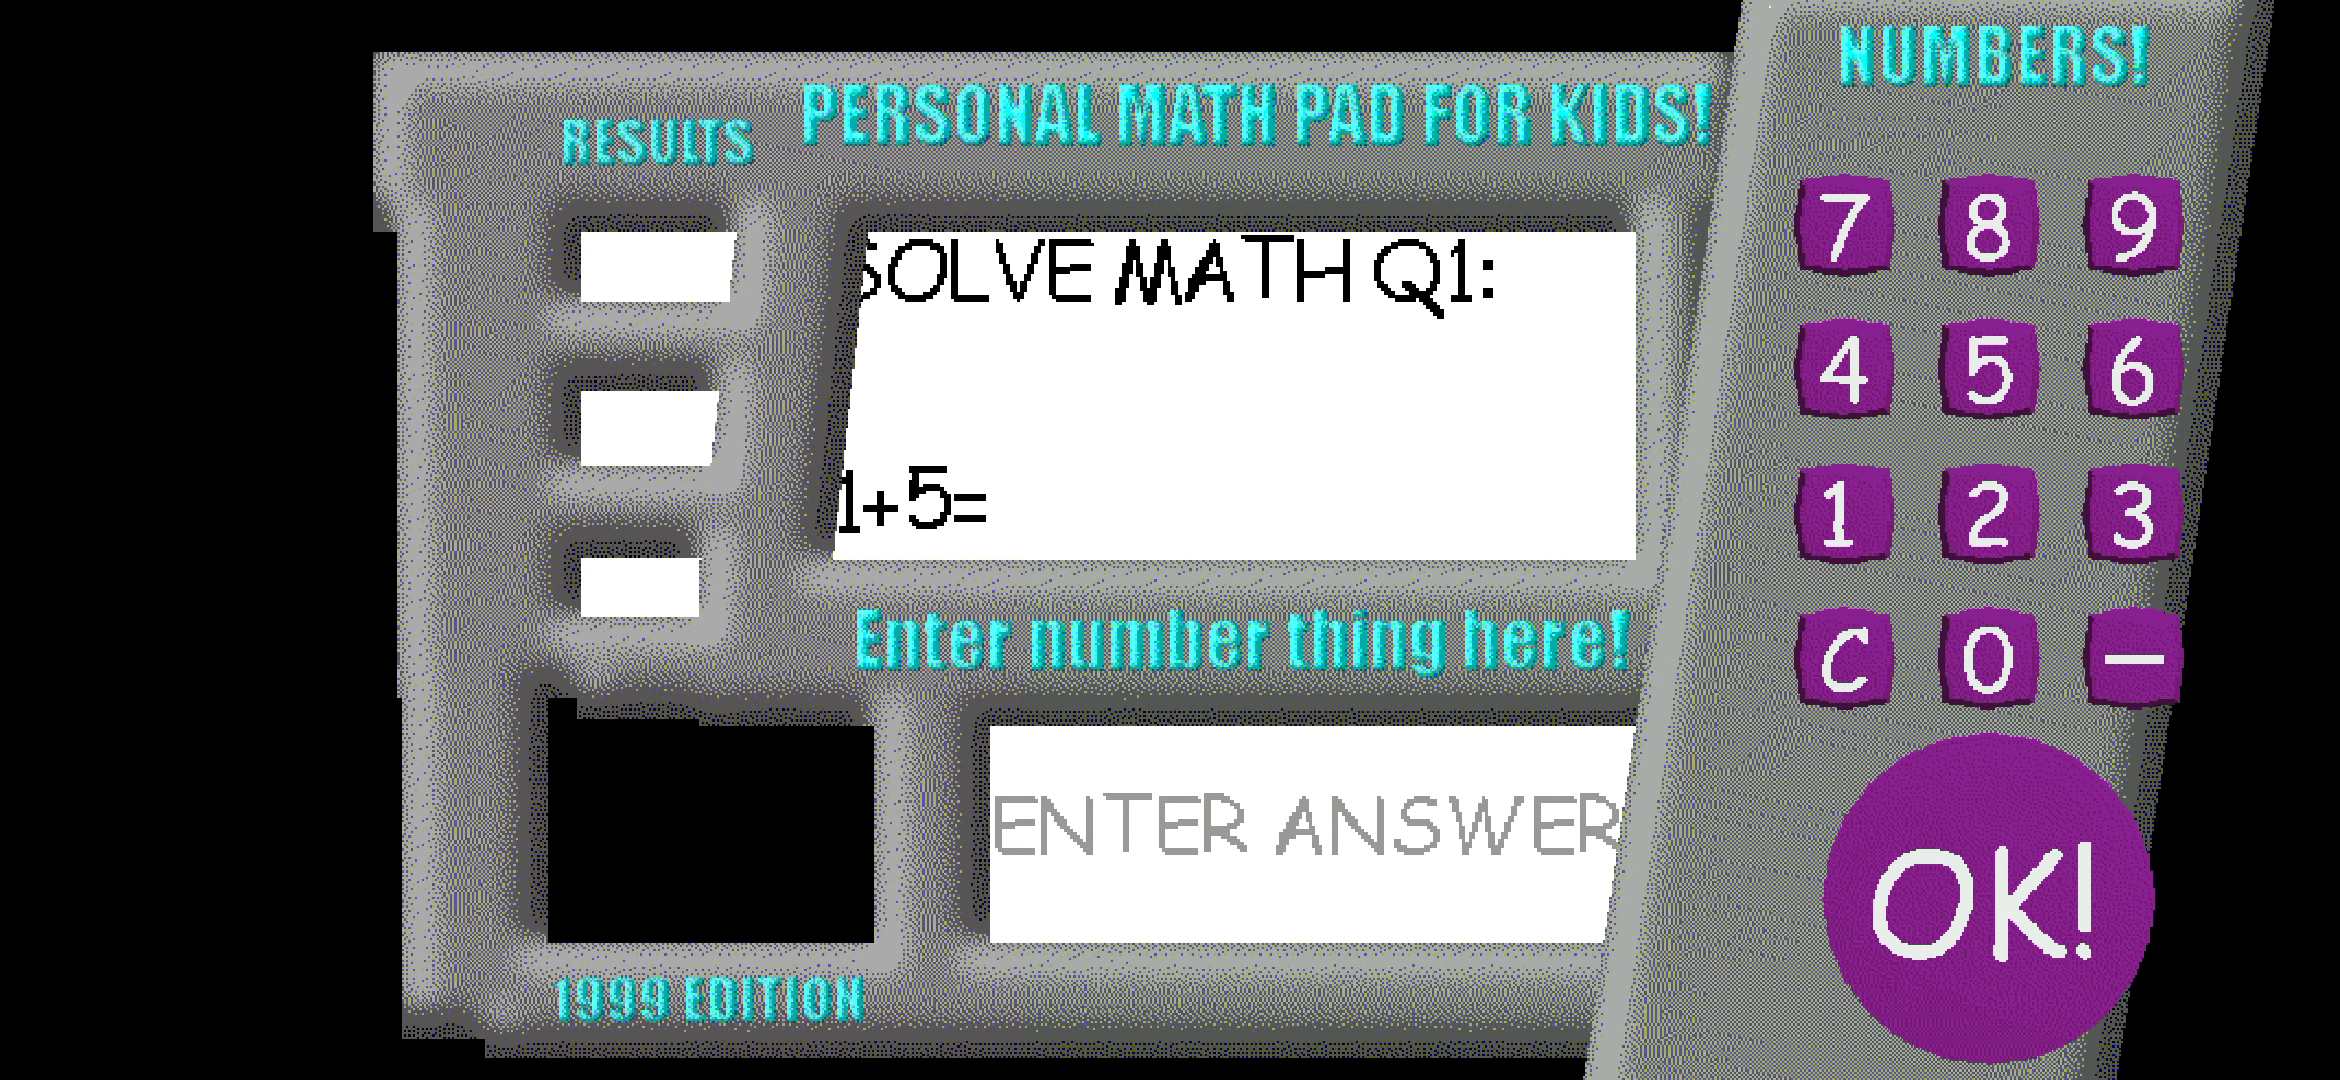 NUMBERS!
PERSONAL MATH PAD FOR KIDS!
RESULTS
SOLVE MATH Q1:
1+5=
7 8 9
4 5 6
1 2 3
C 0 —
Enter number thing here!
ENTER ANSWER
OK!
1999 EDITION